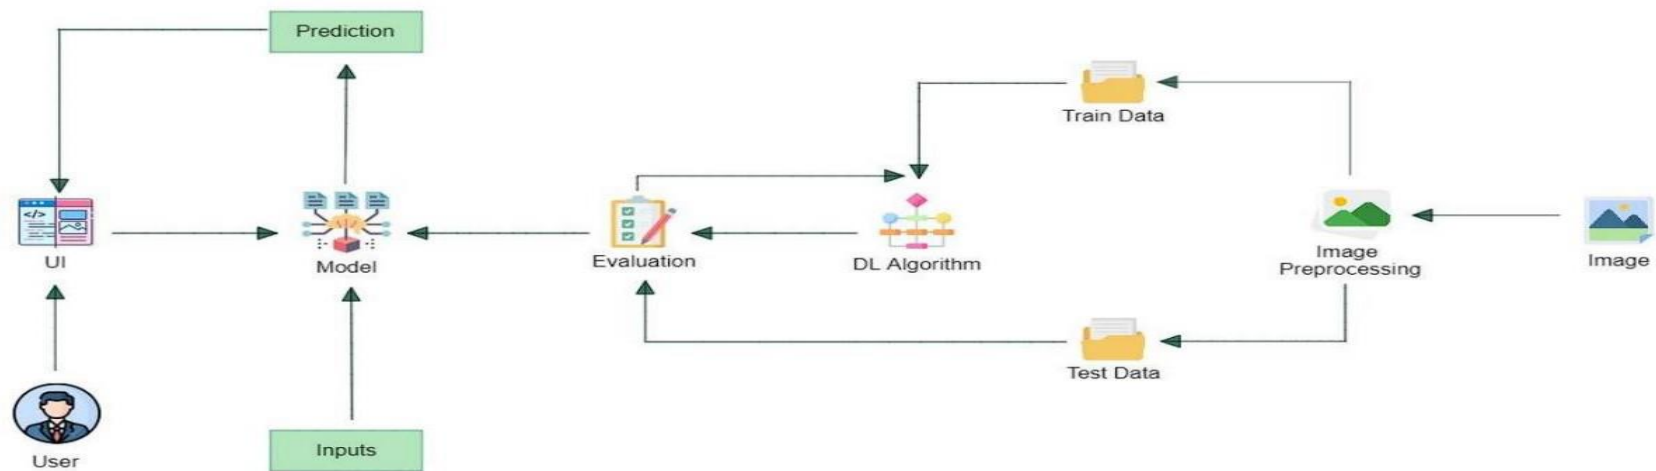 Prediction
Train Data
UI
Model
Evaluation
DL Algorithm
Image
Preprocessing
Image
Test Data
User
Inputs